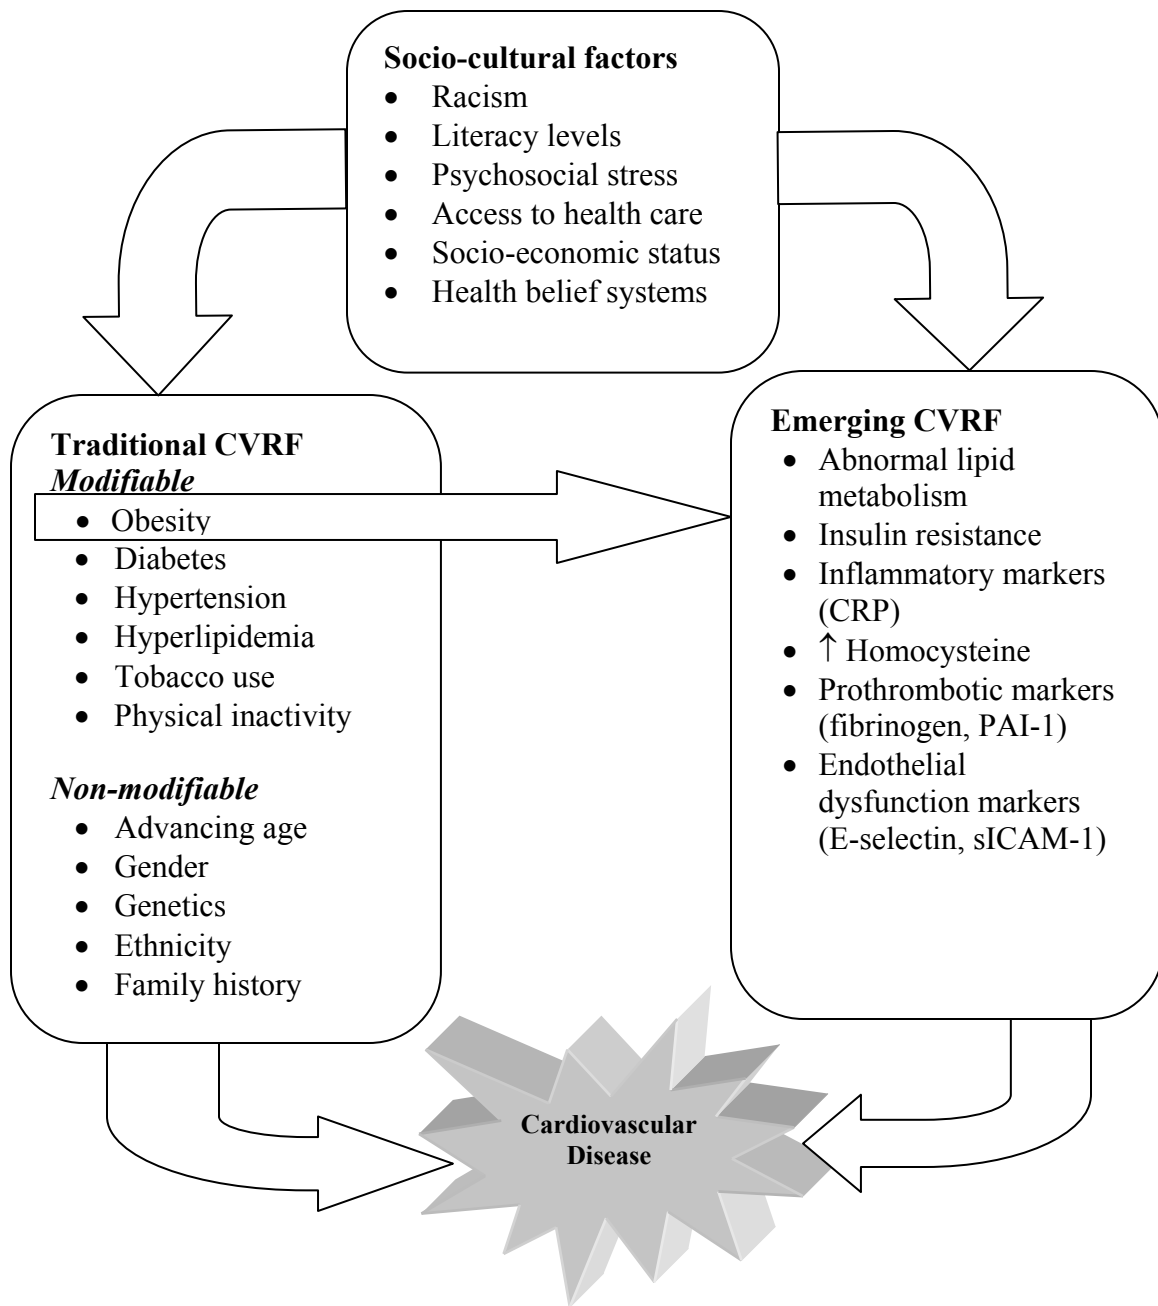 Socio-cultural factors
• Racism
• Literacy levels
• Psychosocial stress
• Access to health care
• Socio-economic status
• Health belief systems
Traditional CVRF
Modifiable
• Obesity
• Diabetes
• Hypertension
• Hyperlipidemia
• Tobacco use
• Physical inactivity
Non-modifiable
• Advancing age
• Gender
• Genetics
• Ethnicity
• Family history
Emerging CVRF
• Abnormal lipid
metabolism
• Insulin resistance
• Inflammatory markers
(CRP)
• ↑ Homocysteine
• Prothrombotic markers
(fibrinogen, PAI-1)
• Endothelial
dysfunction markers
(E-selectin, sICAM-1)
Cardiovascular
Disease